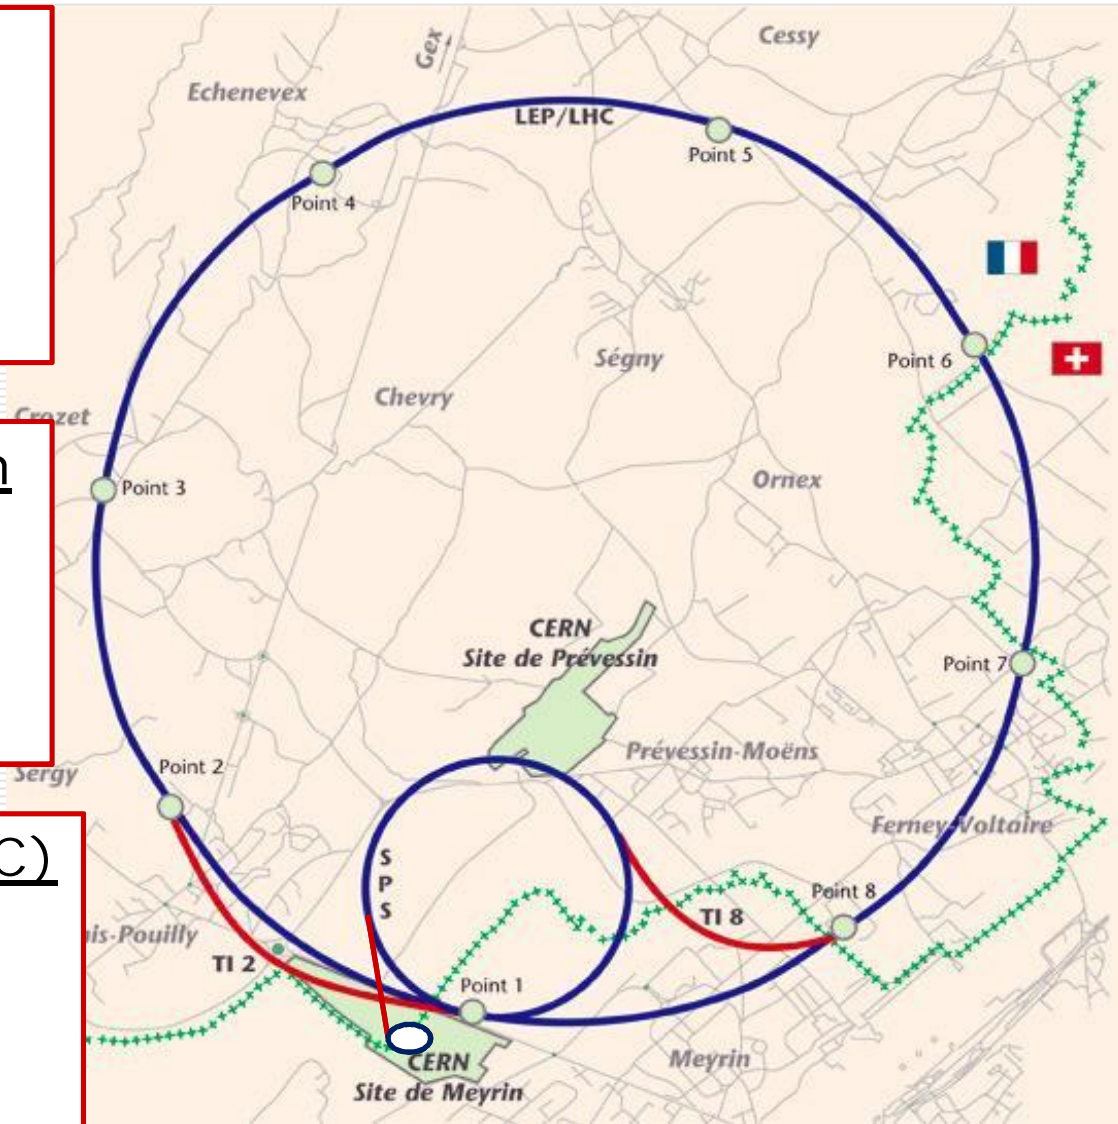 Cessy
Gex
Echenevex
LEP/LHC
Point 5
Point 4
Point 6
Ségny
Chevry
Crozet
n
Ornex
Point 3
CERN
Site de Prévessin
Point 7
Prévessin-Moëns
Point 2
Sergy
Ferney-Voltaire
C)
SPS
Point 8
TI 8
is-Pouilly
TI 2
Point 1
Meyrin
CERN
Site de Meyrin